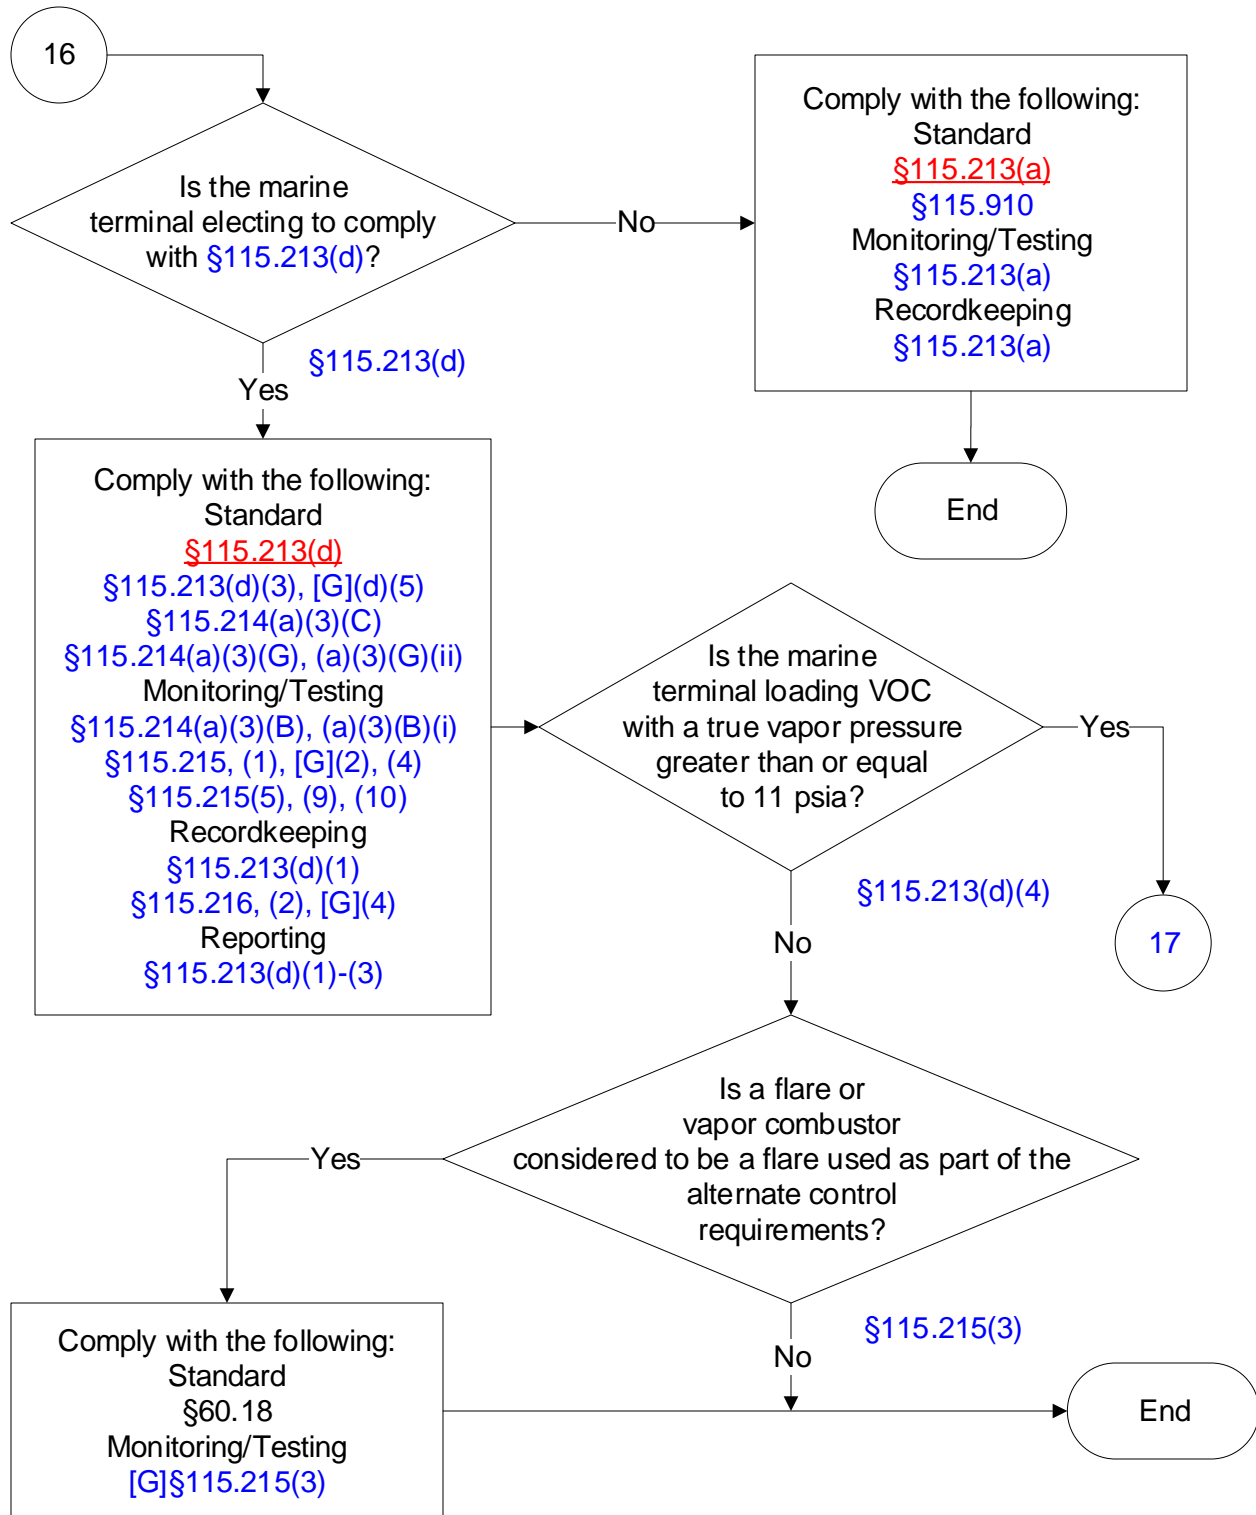 16
Is the marine
terminal electing to comply
with §115.213(d)?
No
Comply with the following:
Standard
§115.213(a)
§115.910
Monitoring/Testing
§115.213(a)
Recordkeeping
§115.213(a)
End
§115.213(d)
Yes
Comply with the following:
Standard
§115.213(d)
§115.213(d)(3), [G](d)(5)
§115.214(a)(3)(C)
§115.214(a)(3)(G), (a)(3)(G)(ii)
Monitoring/Testing
§115.214(a)(3)(B), (a)(3)(B)(i)
§115.215, (1), [G](2), (4)
§115.215(5), (9), (10)
Recordkeeping
§115.213(d)(1)
§115.216, (2), [G](4)
Reporting
§115.213(d)(1)-(3)
Is the marine
terminal loading VOC
with a true vapor pressure
greater than or equal
to 11 psia?
Yes
17
§115.213(d)(4)
No
Is a flare or
vapor combustor
considered to be a flare used as part of the
alternate control
requirements?
Yes
§115.215(3)
No
Comply with the following:
Standard
§60.18
Monitoring/Testing
[G]§115.215(3)
End